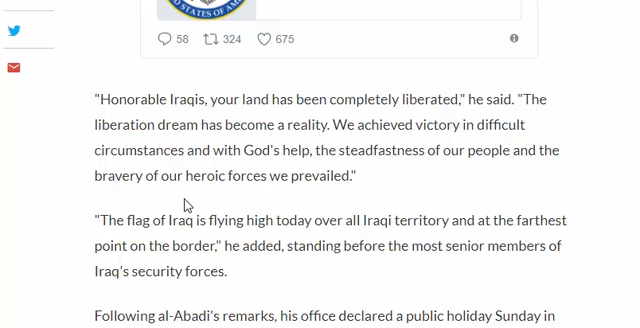 D STATES OF AM
58 324 675
"Honorable Iraqis, your land has been completely liberated," he said. "The
liberation dream has become a reality. We achieved victory in difficult
circumstances and with God's help, the steadfastness of our people and the
bravery of our heroic forces we prevailed."
"The flag of Iraq is flying high today over all Iraqi territory and at the farthest
point on the border," he added, standing before the most senior members of
Iraq's security forces.
Following al-Abadi's remarks, his office declared a public holiday Sunday in